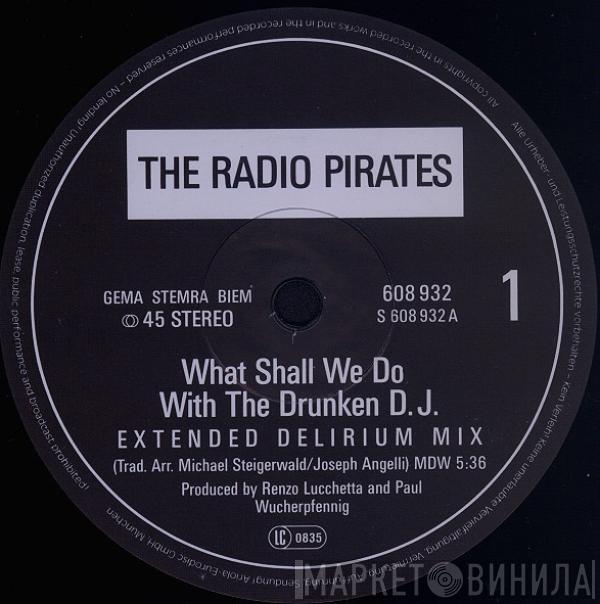 THE RADIO PIRATES
GEMA STEMRA BIEM
45 STEREO
608 932
S 608 932 A
1
What Shall We Do
With The Drunken D.J.
EXTENDED DELIRIUM MIX
(Trad. Arr. Michael Steigerwald/Joseph Angelli) MDW 5:36
Produced by Renzo Lucchetta and Paul
Wucherpfennig
LC 0835
All copyrights in the recorded works and in the recorded performances reserved – No lending! Unauthorized duplication, lease, public performance and broadcast prohibited!
Alle Urheber- und Leistungsschutzrechte vorbehalten – Kein Verleih! Keine unerlaubte Vervielfältigung, Vermietung, Aufführung, Sendung! Ariola-Eurodisc GmbH, München
МАРКЕТ ВИНИЛА